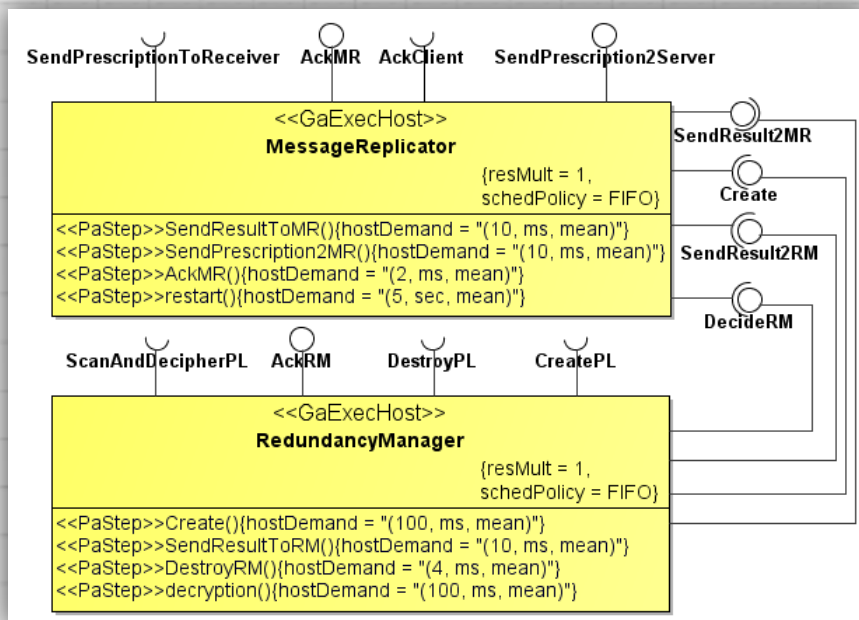 SendPrescriptionToReceiver AckMR AckClient SendPrescription2Server
<<GaExecHost>>
MessageReplicator
{resMult = 1,
schedPolicy = FIFO}
<<PaStep>>SendResultToMR(){hostDemand = "(10, ms, mean)"}
<<PaStep>>SendPrescription2MR(){hostDemand = "(10, ms, mean)"}
<<PaStep>>AckMR(){hostDemand = "(2, ms, mean)"}
<<PaStep>>restart(){hostDemand = "(5, sec, mean)"}
SendResult2MR
Create
SendResult2RM
DecideRM
ScanAndDecipherPL AckRM DestroyPL CreatePL
<<GaExecHost>>
RedundancyManager
{resMult = 1,
schedPolicy = FIFO}
<<PaStep>>Create(){hostDemand = "(100, ms, mean)"}
<<PaStep>>SendResultToRM(){hostDemand = "(10, ms, mean)"}
<<PaStep>>DestroyRM(){hostDemand = "(4, ms, mean)"}
<<PaStep>>decryption(){hostDemand = "(100, ms, mean)"}